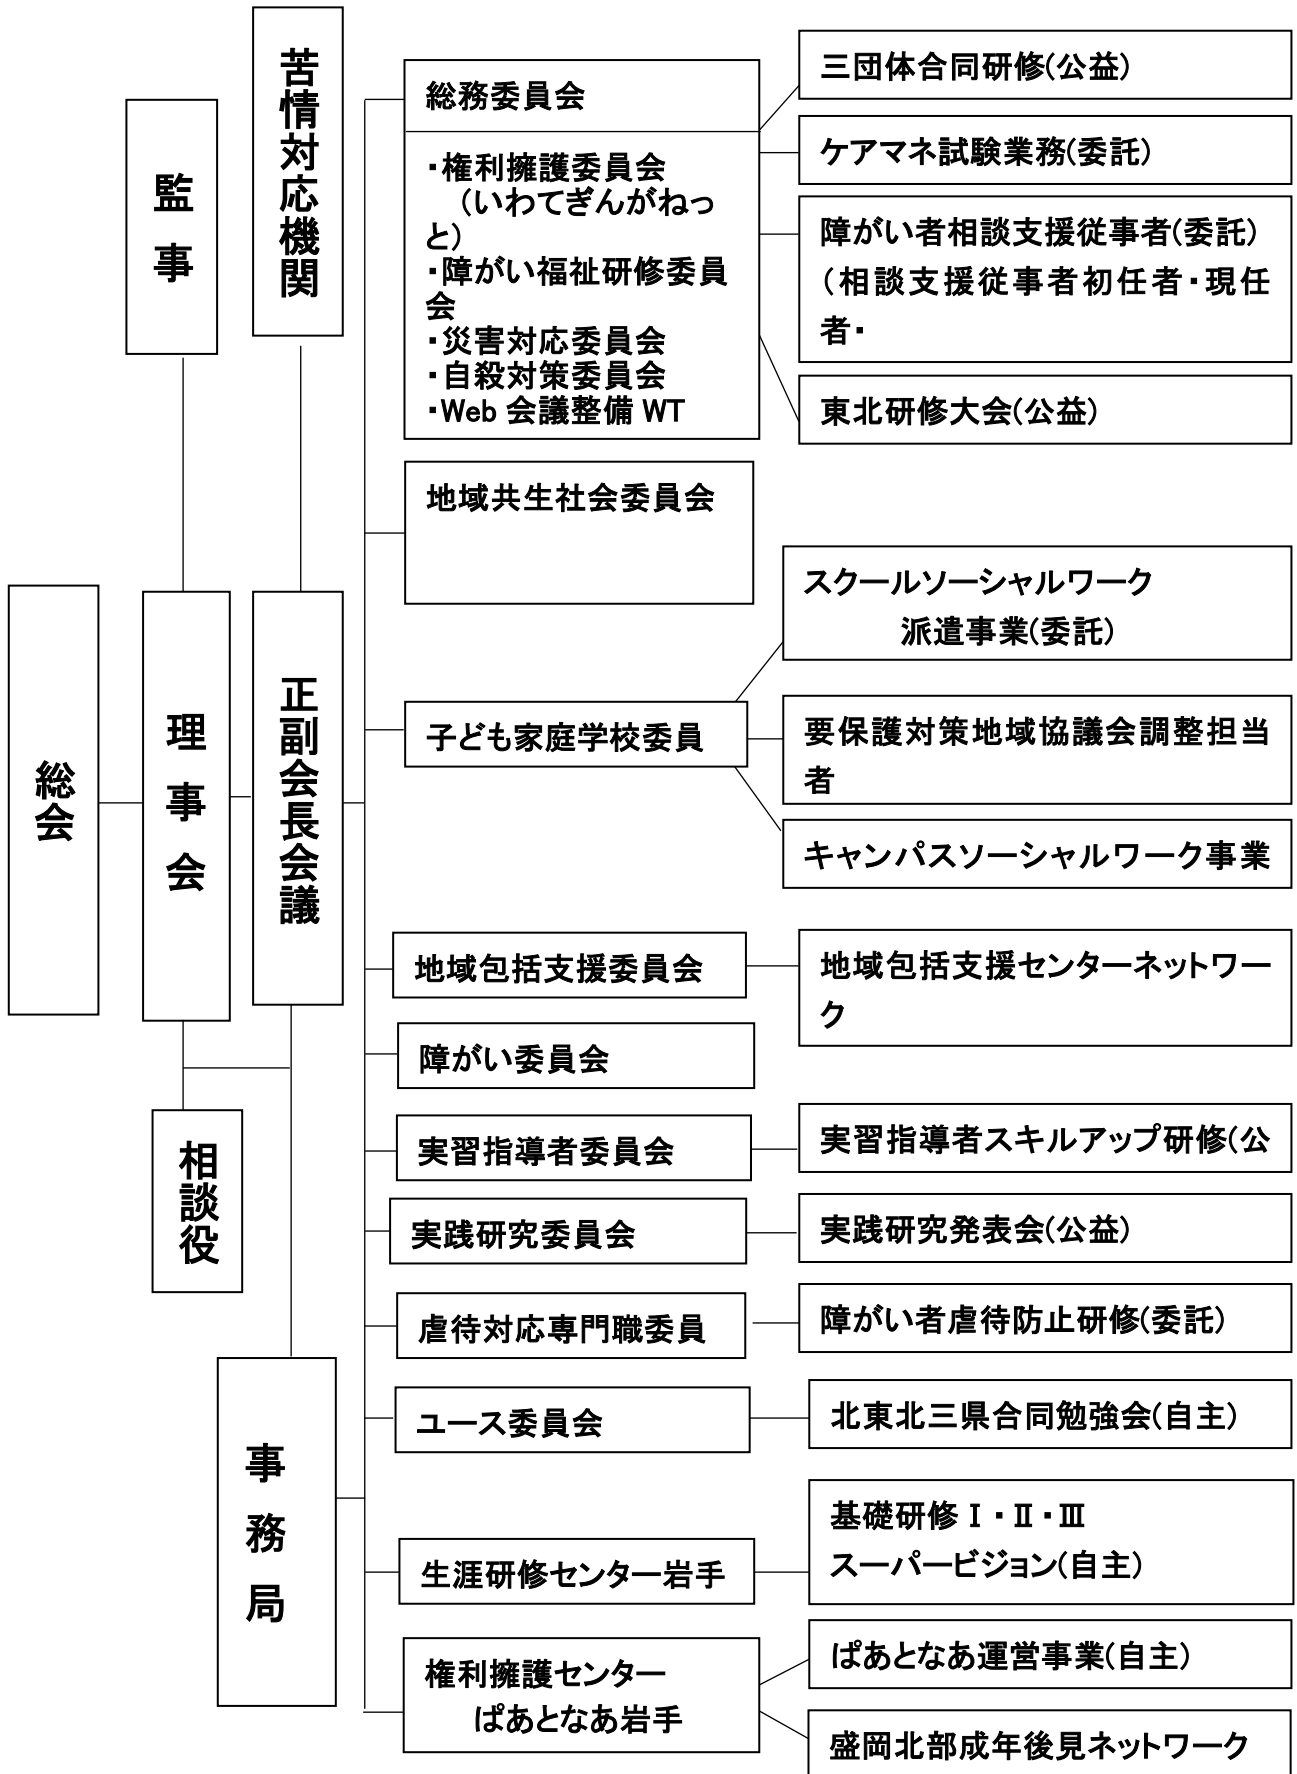 総会
監事
理事会
相談役
苦情対応機関
正副会長会議
事務局
総務委員会
・権利擁護委員会
（いわてぎんがねっ
と）
・障がい福祉研修委員
会
・災害対応委員会
・自殺対策委員会
・Web 会議整備 WT
三団体合同研修(公益)
ケアマネ試験業務(委託)
障がい者相談支援従事者(委託)
（相談支援従事者初任者・現任
者・
東北研修大会(公益)
地域共生社会委員会
子ども家庭学校委員
スクールソーシャルワーク
派遣事業(委託)
要保護対策地域協議会調整担当
者
キャンパスソーシャルワーク事業
地域包括支援委員会
地域包括支援センターネットワー
ク
障がい委員会
実習指導者委員会
実習指導者スキルアップ研修(公
実践研究委員会
実践研究発表会(公益)
虐待対応専門職委員
障がい者虐待防止研修(委託)
ユース委員会
北東北三県合同勉強会(自主)
生涯研修センター岩手
基礎研修Ⅰ・Ⅱ・Ⅲ
スーパービジョン(自主)
権利擁護センター
ぱあとなあ岩手
ぱあとなあ運営事業(自主)
盛岡北部成年後見ネットワーク